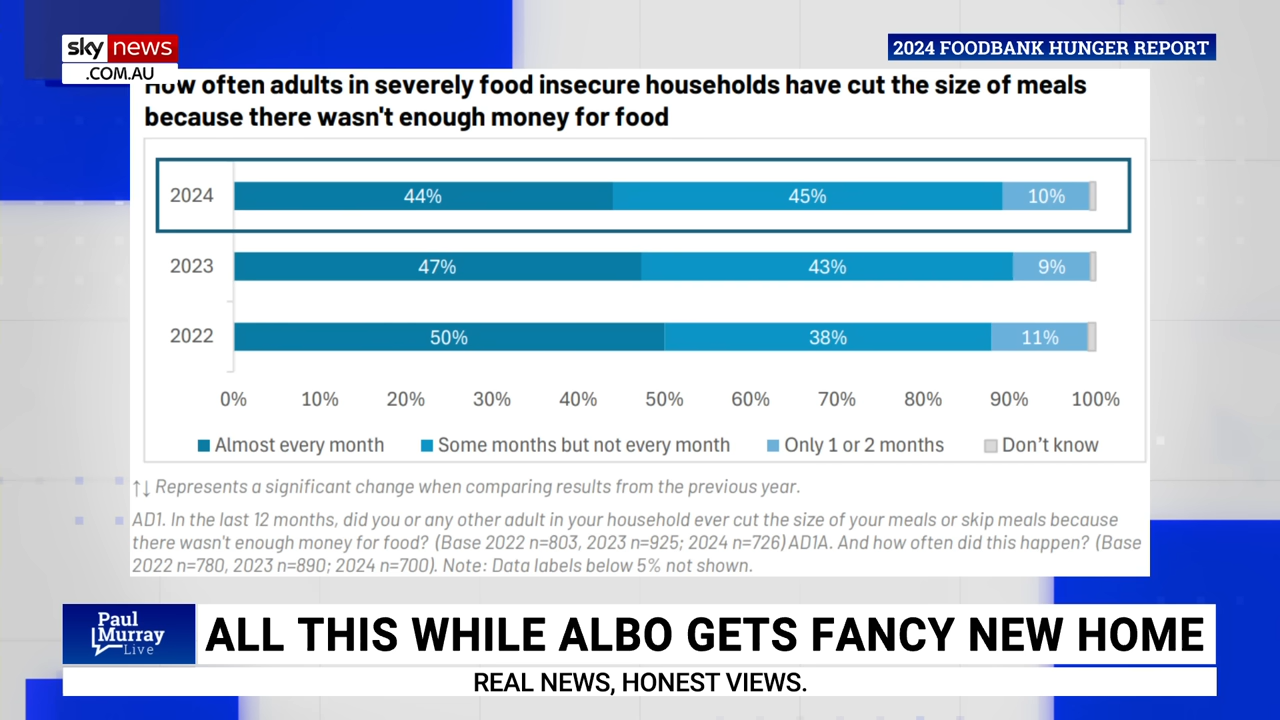 sky news
.COM.AU
2024 FOODBANK HUNGER REPORT
How often adults in severely food insecure households have cut the size of meals
because there wasn't enough money for food
2024 44% 45% 10%
2023 47% 43% 9%
2022 50% 38% 11%
0% 10% 20% 30% 40% 50% 60% 70% 80% 90% 100%
Almost every month Some months but not every month Only 1 or 2 months Don't know
↑↓ Represents a significant change when comparing results from the previous year.
AD1. In the last 12 months, did you or any other adult in your household ever cut the size of your meals or skip meals because
there wasn't enough money for food? (Base 2022 n=803, 2023 n=925; 2024 n=726) AD1A. And how often did this happen? (Base
2022 n=780, 2023 n=890; 2024 n=700). Note: Data labels below 5% not shown.
Paul
Murray
Live
ALL THIS WHILE ALBO GETS FANCY NEW HOME
REAL NEWS, HONEST VIEWS.